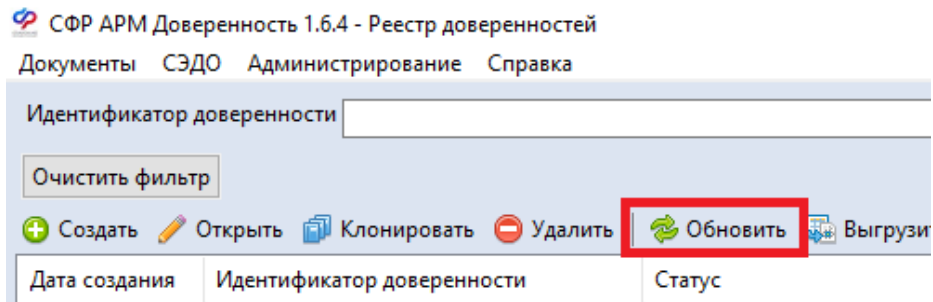 СФР АРМ Доверенность 1.6.4 - Реестр доверенностей
Документы СЭДО Администрирование Справка
Идентификатор доверенности
Очистить фильтр
Создать Открыть Клонировать Удалить Обновить Выгрузит
Дата создания Идентификатор доверенности Статус